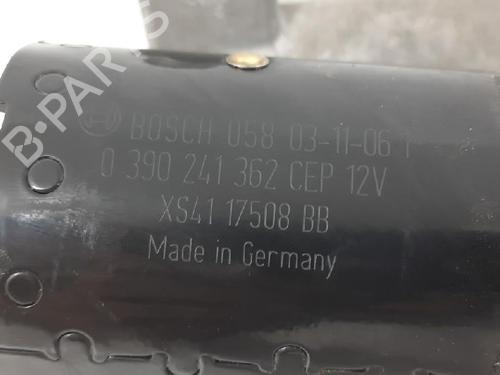 BOSCH 058 03-11-06 1
0 390 241 362 CEP 12V
XS41 17508 BB
Made in Germany
B-PARTS